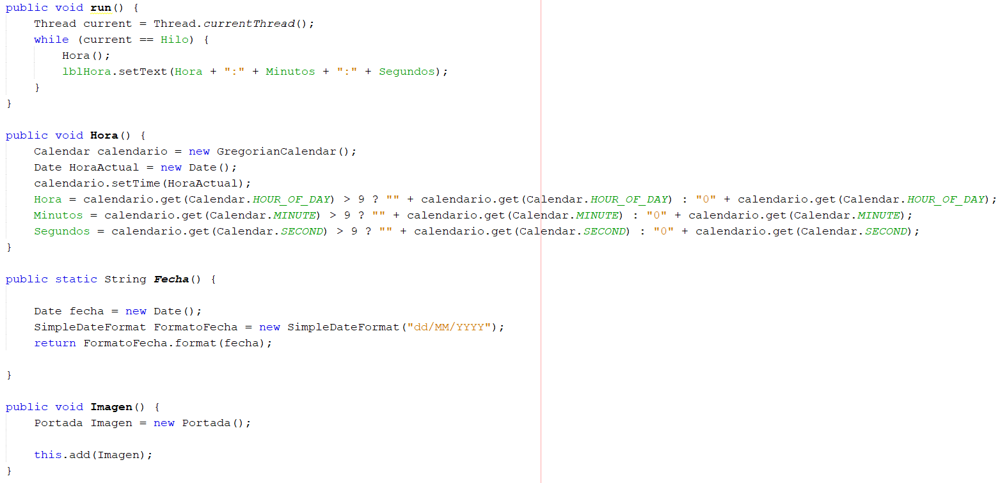 public void run() {
    Thread current = Thread.currentThread();
    while (current == Hilo) {
        Hora();
        lblHora.setText(Hora + ":" + Minutos + ":" + Segundos);
    }
}

public void Hora() {
    Calendar calendario = new GregorianCalendar();
    Date HoraActual = new Date();
    calendario.setTime(HoraActual);
    Hora = calendario.get(Calendar.HOUR_OF_DAY) > 9 ? "" + calendario.get(Calendar.HOUR_OF_DAY) : "0" + calendario.get(Calendar.HOUR_OF_DAY);
    Minutos = calendario.get(Calendar.MINUTE) > 9 ? "" + calendario.get(Calendar.MINUTE) : "0" + calendario.get(Calendar.MINUTE);
    Segundos = calendario.get(Calendar.SECOND) > 9 ? "" + calendario.get(Calendar.SECOND) : "0" + calendario.get(Calendar.SECOND);
}

public static String Fecha() {

    Date fecha = new Date();
    SimpleDateFormat FormatoFecha = new SimpleDateFormat("dd/MM/YYYY");
    return FormatoFecha.format(fecha);

}

public void Imagen() {
    Portada Imagen = new Portada();

    this.add(Imagen);
}